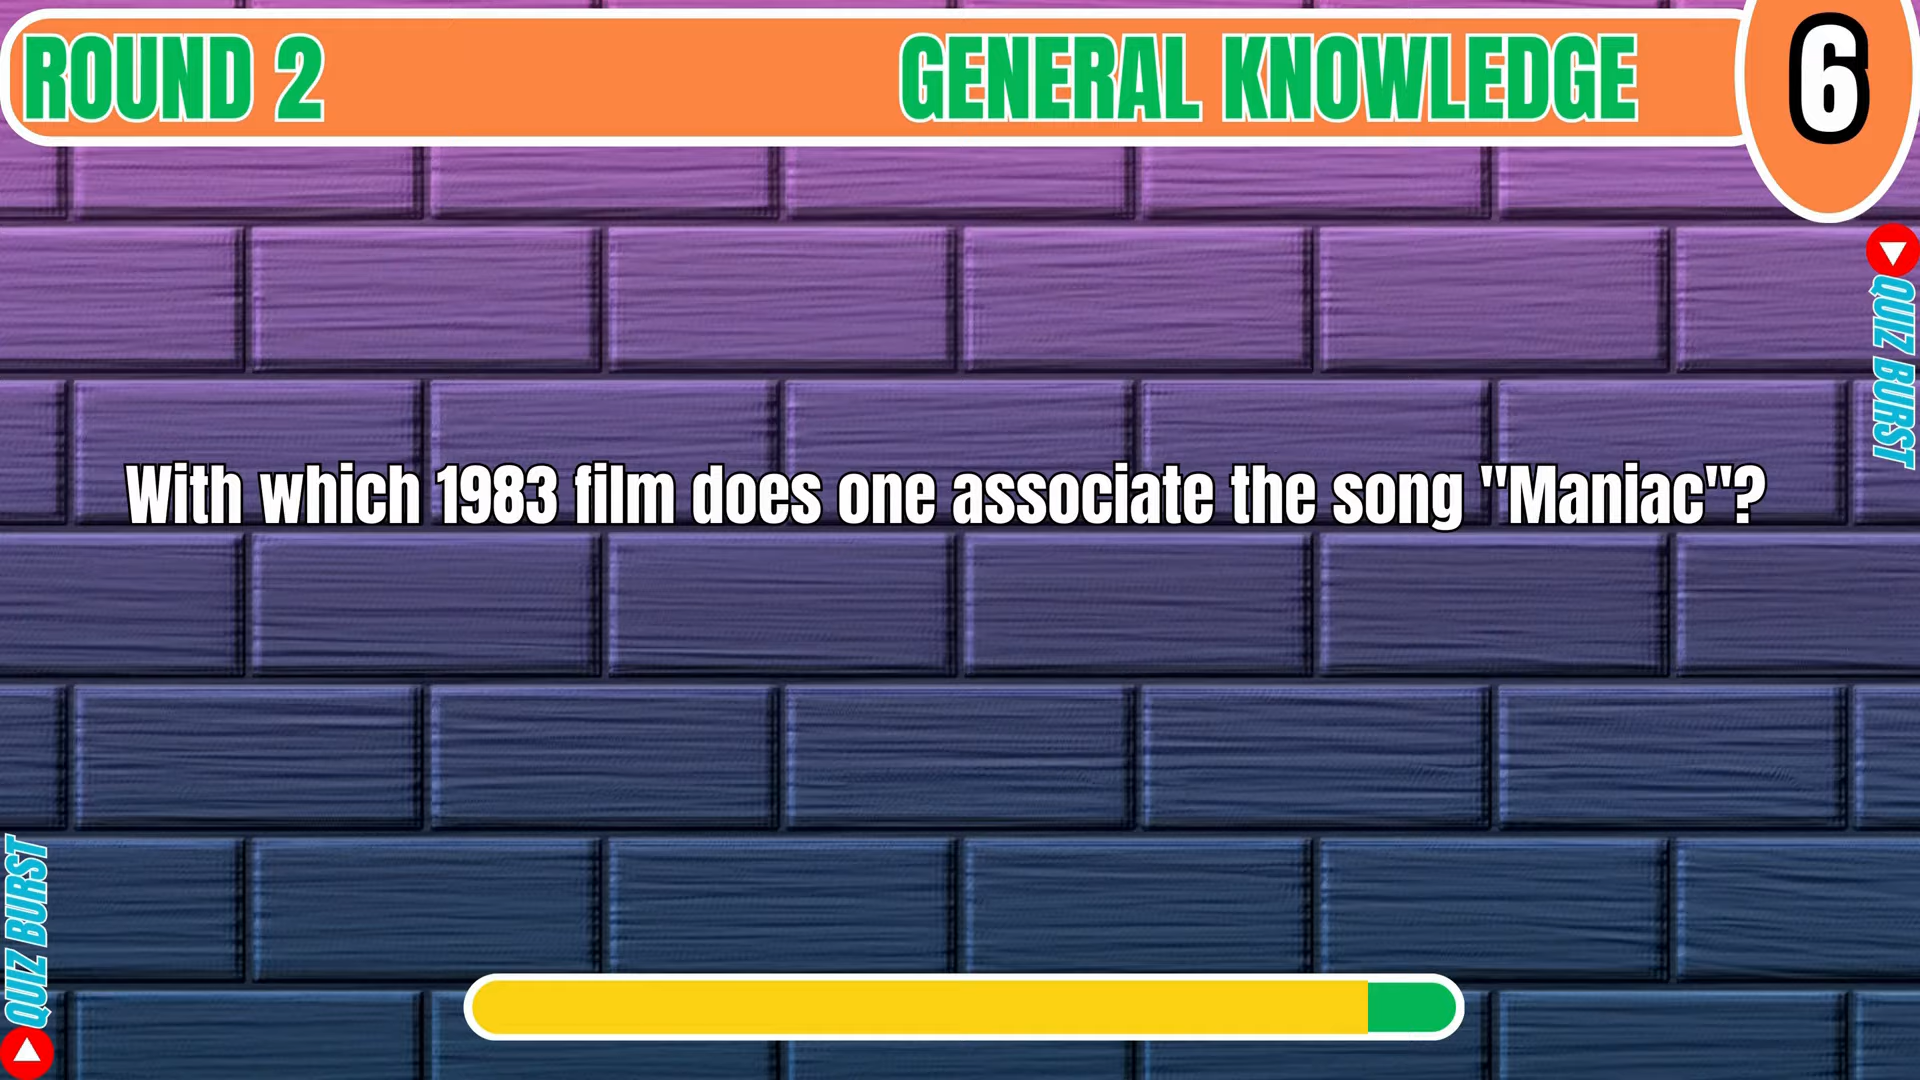 ROUND 2
GENERAL KNOWLEDGE
6
QUIZ BURST
With which 1983 film does one associate the song "Maniac"?
QUIZ BURST